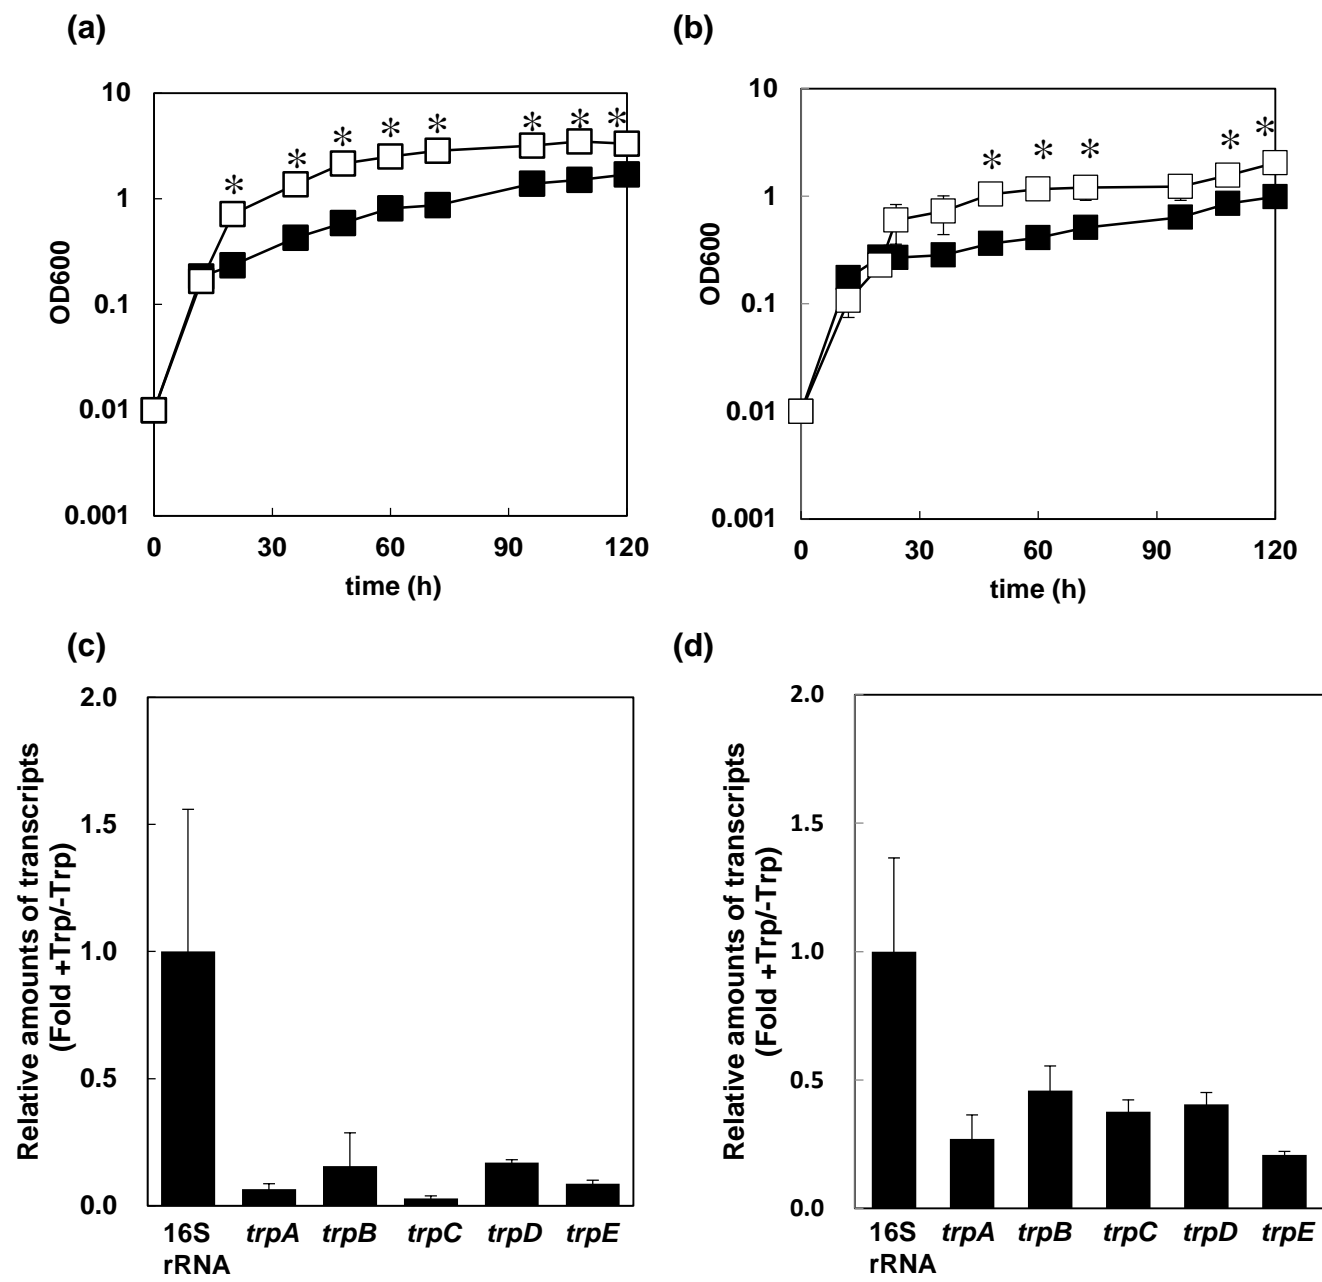 (a)
10
1
0.1
0.01
0.001
OD600
* * * * * * * *
0 30 60 90 120
time (h)
(b)
10
1
0.1
0.01
0.001
OD600
* * * * *
0 30 60 90 120
time (h)
(c)
2.0
1.5
1.0
0.5
0.0
Relative amounts of transcripts
(Fold +Trp/-Trp)
16S trpA trpB trpC trpD trpE
rRNA
(d)
2.0
1.5
1.0
0.5
0.0
Relative amounts of transcripts
(Fold +Trp/-Trp)
16S trpA trpB trpC trpD trpE
rRNA